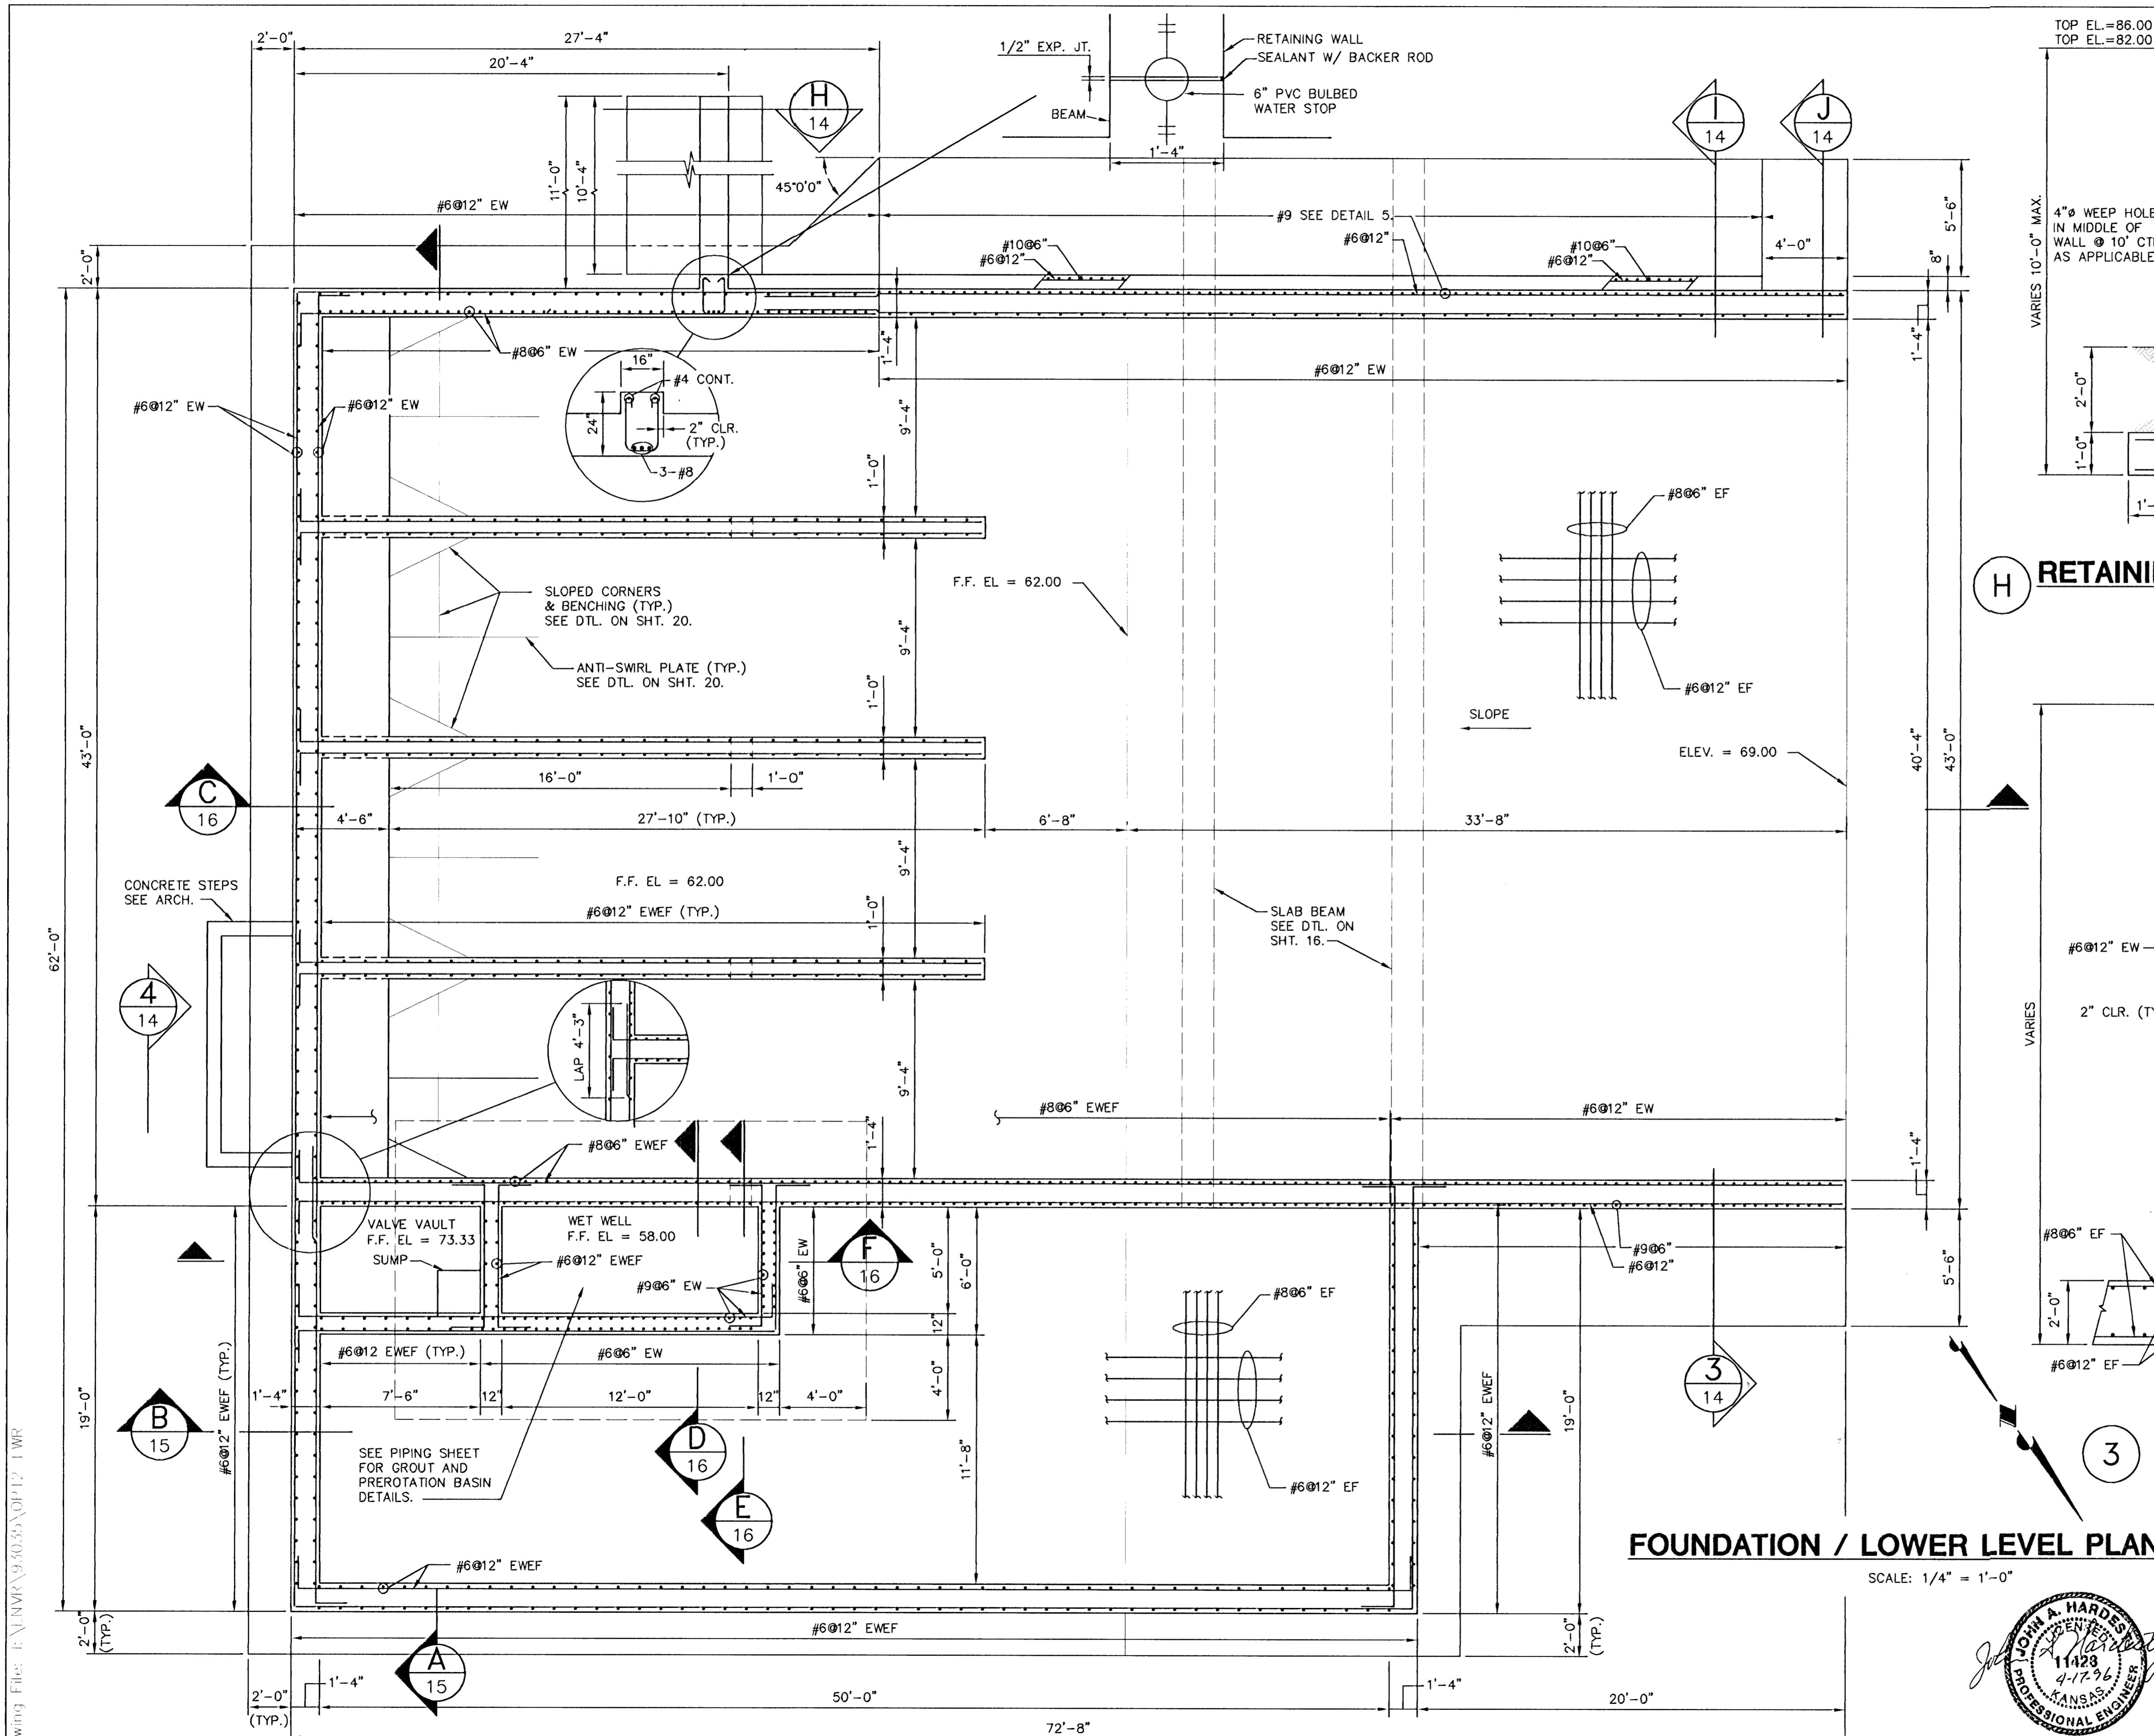 2'-0"
27'-4"
20'-4"
1/2" EXP. JT.
RETAINING WALL
SEALANT W/ BACKER ROD
6" PVC BULBED
WATER STOP
BEAM
1'-4"
TOP EL.=86.00
TOP EL.=82.00
H
14
I
14
J
14
11'-0"
10'-4"
45°0'0"
#6@12" EW
#9 SEE DETAIL 5.
#6@12"
#10@6"
#6@12"
#10@6"
#6@12"
4'-0"
5'-6"
8"
VARIES 10'-0" MAX.
4"ø WEEP HOLE
IN MIDDLE OF
WALL @ 10'
AS APPLICABLE
2'-0"
#8@6" EW
1'-4"
1'-4"
#6@12" EW
16"
#4 CONT.
24"
2" CLR.
(TYP.)
3-#8
#6@12" EW
#6@12" EW
9'-4"
1'-0"
2'-0"
1'-0"
#8@6" EF
#6@12" EF
H
F.F. EL = 62.00
SLOPED CORNERS
& BENCHING (TYP.)
SEE DTL. ON SHT. 20.
ANTI-SWIRL PLATE (TYP.)
SEE DTL. ON SHT. 20.
9'-4"
1'-0"
SLOPE
ELEV. = 69.00
43'-0"
40'-4"
43'-0"
C
16
16'-0"
1'-0"
4'-6"
27'-10" (TYP.)
6'-8"
33'-8"
CONCRETE STEPS
SEE ARCH.
F.F. EL = 62.00
#6@12" EWEF (TYP.)
9'-4"
1'-0"
SLAB BEAM
SEE DTL. ON
SHT. 16.
62'-0"
4
14
LAP 4'-3"
9'-4"
#6@12" EW
2" CLR.
VARIES
#8@6" EWEF
#6@12" EW
#8@6" EWEF
1'-4"
1'-4"
VALVE VAULT
F.F. EL = 73.33
SUMP
WET WELL
F.F. EL = 58.00
#6@12" EWEF
#9@6" EW
#6@6" EW
F
16
5'-0"
6'-0"
12"
#9@6"
#6@12"
5'-6"
#8@6" EF
2'-0"
#6@12" EF
#8@6" EF
#6@12" EF
#6@12 EWEF (TYP.)
#6@6" EW
4'-0"
1'-4"
7'-6"
12"
12'-0"
12"
4'-0"
19'-0"
#6@12" EWEF (TYP.)
B
15
D
16
E
16
SEE PIPING SHEET
FOR GROUT AND
PREROTATION BASIN
DETAILS.
11'-8"
#6@12" EWEF
19'-0"
3
14
3
#6@12" EWEF
#6@12" EWEF
2'-0"
(TYP.)
2'-0"
(TYP.)
A
15
2'-0"
(TYP.)
1'-4"
50'-0"
1'-4"
20'-0"
72'-8"
FOUNDATION / LOWER LEVEL PLAN
SCALE: 1/4" = 1'-0"
JOHN A. HARDESTY
LICENSED
11423
4-17-96
KANSAS
PROFESSIONAL ENGINEER